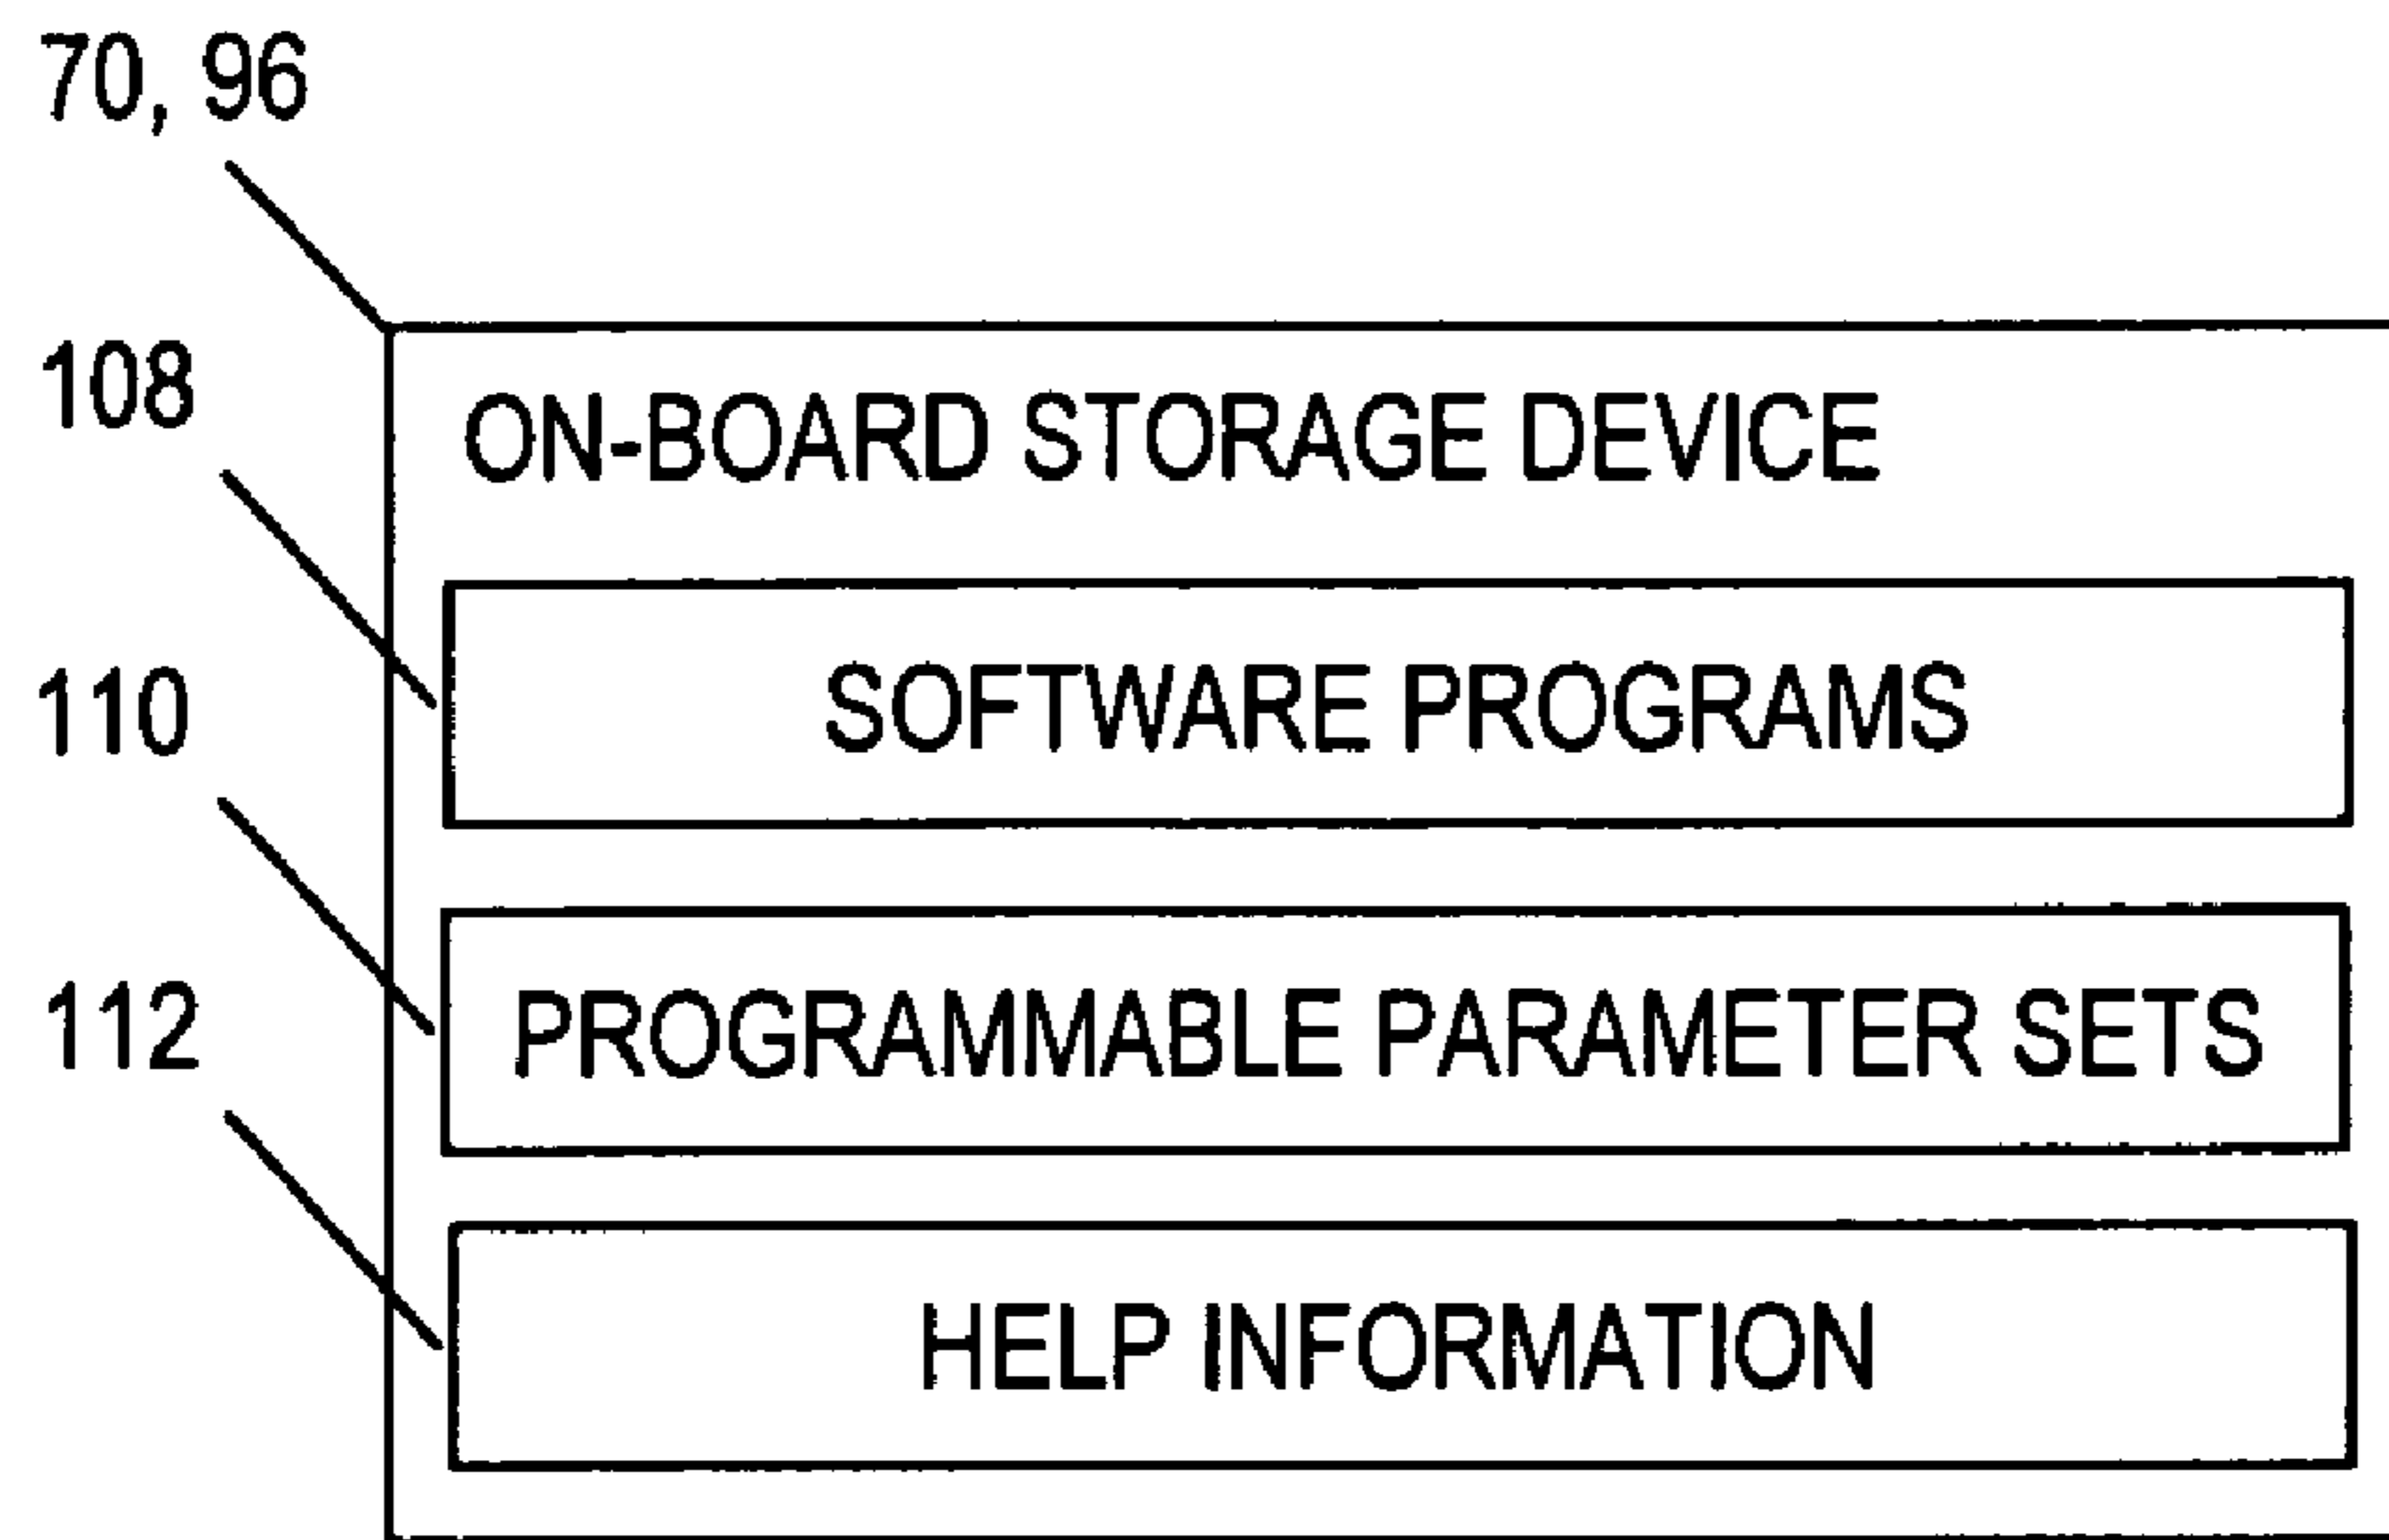 70, 96
108
ON-BOARD STORAGE DEVICE
110
SOFTWARE PROGRAMS
112
PROGRAMMABLE PARAMETER SETS
HELP INFORMATION